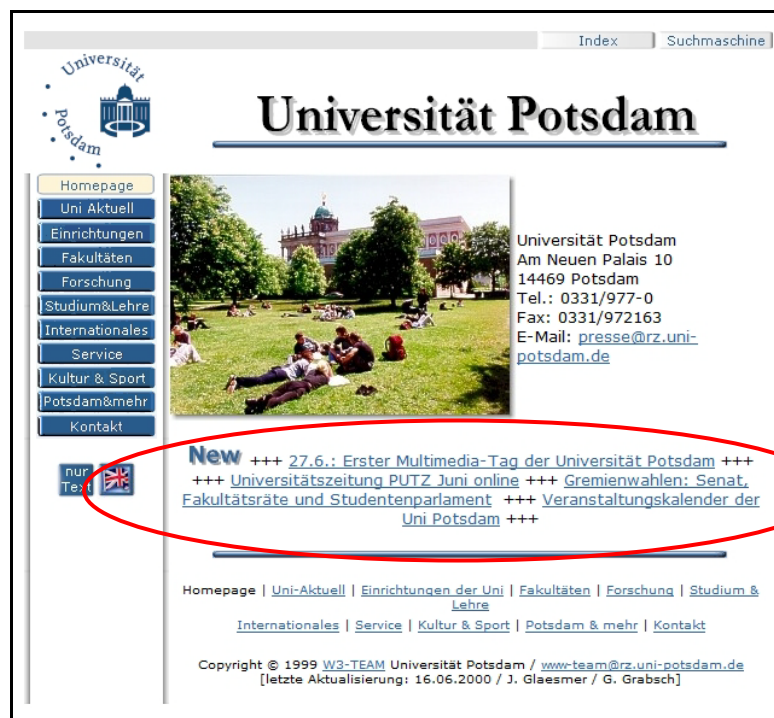 Index
Suchmaschine
Universität
Potsdam
Universität Potsdam
Homepage
Uni Aktuell
Einrichtungen
Fakultäten
Forschung
Studium&Lehre
Internationales
Service
Kultur & Sport
Potsdam&mehr
Kontakt
nur
Text
Universität Potsdam
Am Neuen Palais 10
14469 Potsdam
Tel.: 0331/977-0
Fax: 0331/972163
E-Mail: presse@rz.uni-
potsdam.de
New +++ 27.6.: Erster Multimedia-Tag der Universität Potsdam +++
+++ Universitätszeitung PUTZ Juni online +++ Gremienwahlen: Senat,
Fakultätsräte und Studentenparlament +++ Veranstaltungskalender der
Uni Potsdam +++
Homepage | Uni-Aktuell | Einrichtungen der Uni | Fakultäten | Forschung | Studium &
Lehre
Internationales | Service | Kultur & Sport | Potsdam & mehr | Kontakt
Copyright © 1999 W3-TEAM Universität Potsdam / www-team@rz.uni-potsdam.de
[letzte Aktualisierung: 16.06.2000 / J. Glaesmer / G. Grabsch]